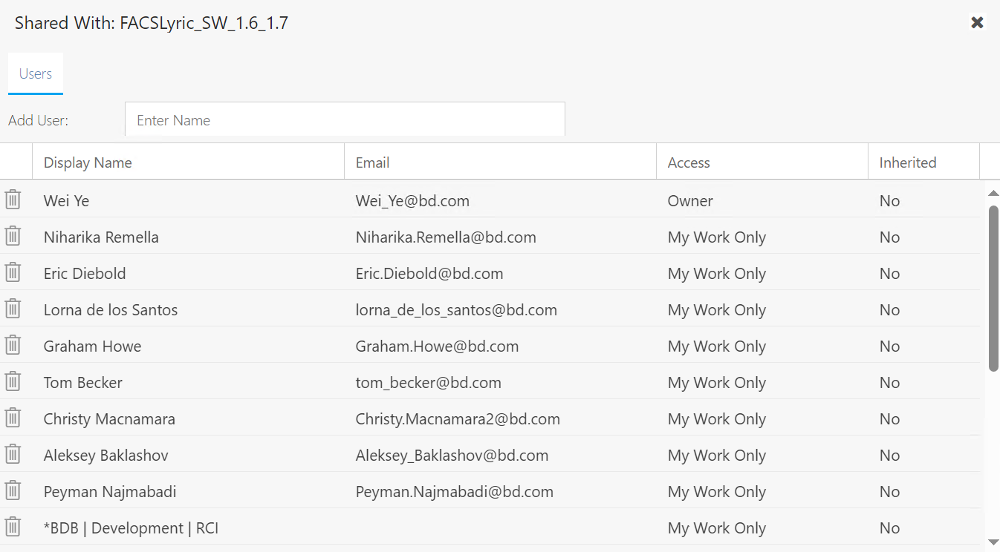 Shared With: FACSLyric_SW_1.6_1.7
Users
Add User: Enter Name
Display Name Email Access Inherited
Wei Ye Wei_Ye@bd.com Owner No
Niharika Remella Niharika.Remella@bd.com My Work Only No
Eric Diebold Eric.Diebold@bd.com My Work Only No
Lorna de los Santos lorna_de_los_santos@bd.com My Work Only No
Graham Howe Graham.Howe@bd.com My Work Only No
Tom Becker tom_becker@bd.com My Work Only No
Christy Macnamara Christy.Macnamara2@bd.com My Work Only No
Aleksey Baklashov Aleksey_Baklashov@bd.com My Work Only No
Peyman Najmabadi Peyman.Najmabadi@bd.com My Work Only No
*BDB | Development | RCI My Work Only No